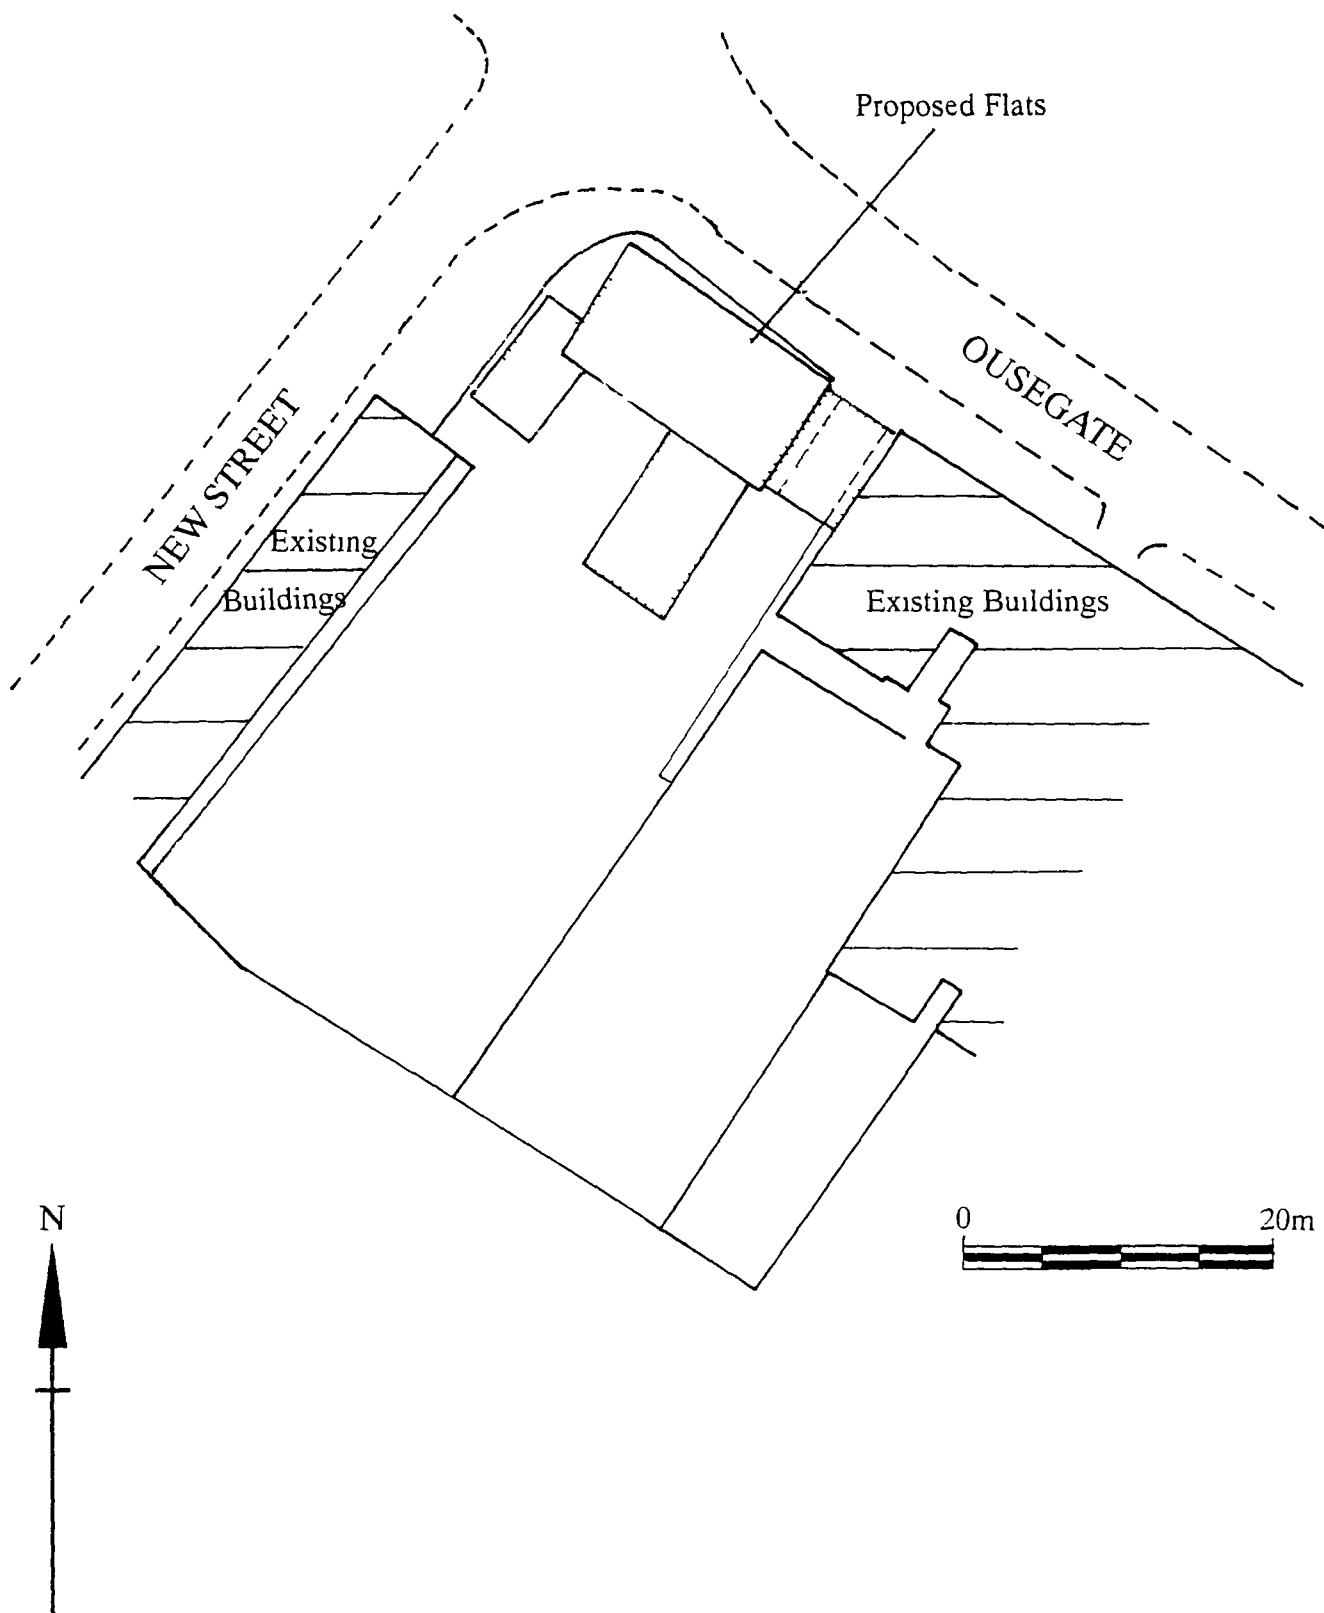 Proposed Flats
OUSEGATE
NEW STREET
Existing
Buildings
Existing Buildings
N
0 20m